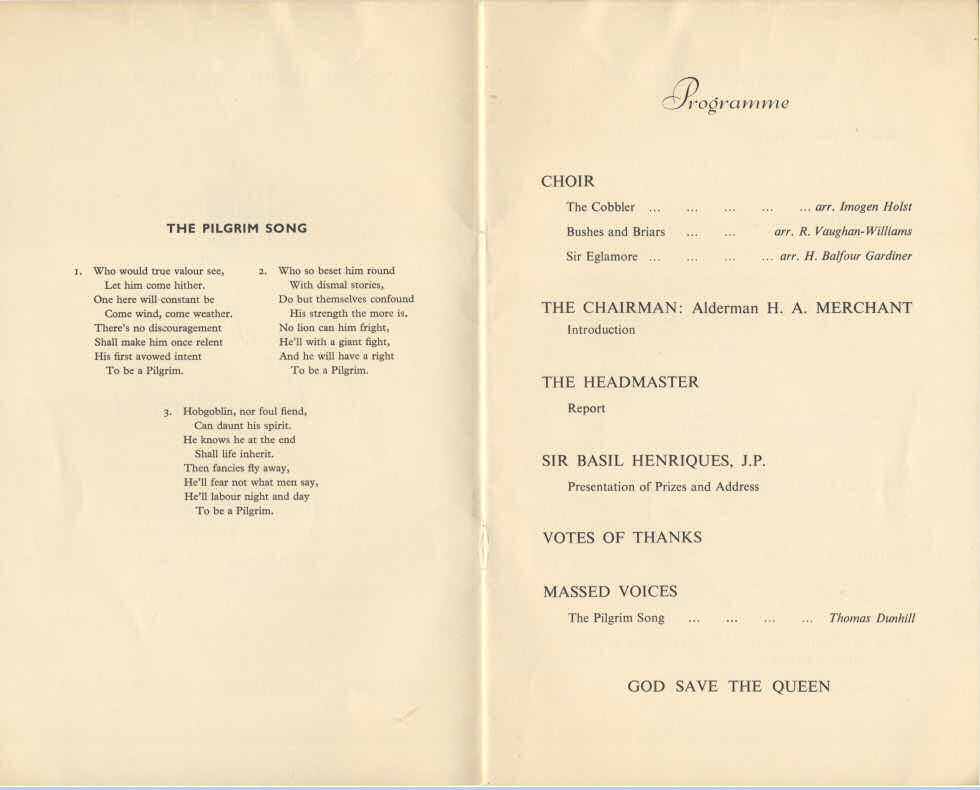 THE PILGRIM SONG
1. Who would true valour see,
Let him come hither.
One here will constant be
Come wind, come weather.
There's no discouragement
Shall make him once relent
His first avowed intent
To be a Pilgrim.
2. Who so beset him round
With dismal stories,
Do but themselves confound
His strength the more is.
No lion can him fright,
He'll with a giant fight,
And he will have a right
To be a Pilgrim.
3. Hobgoblin, nor foul fiend,
Can daunt his spirit.
He knows he at the end
Shall life inherit.
Then fancies fly away,
He'll fear not what men say,
He'll labour night and day
To be a Pilgrim.
Programme
CHOIR
The Cobbler ... ... ... ... ... arr. Imogen Holst
Bushes and Briars ... ... arr. R. Vaughan-Williams
Sir Eglamore ... ... ... ... arr. H. Balfour Gardiner
THE CHAIRMAN: Alderman H. A. MERCHANT
Introduction
THE HEADMASTER
Report
SIR BASIL HENRIQUES, J.P.
Presentation of Prizes and Address
VOTES OF THANKS
MASSED VOICES
The Pilgrim Song ... ... ... ... Thomas Dunhill
GOD SAVE THE QUEEN